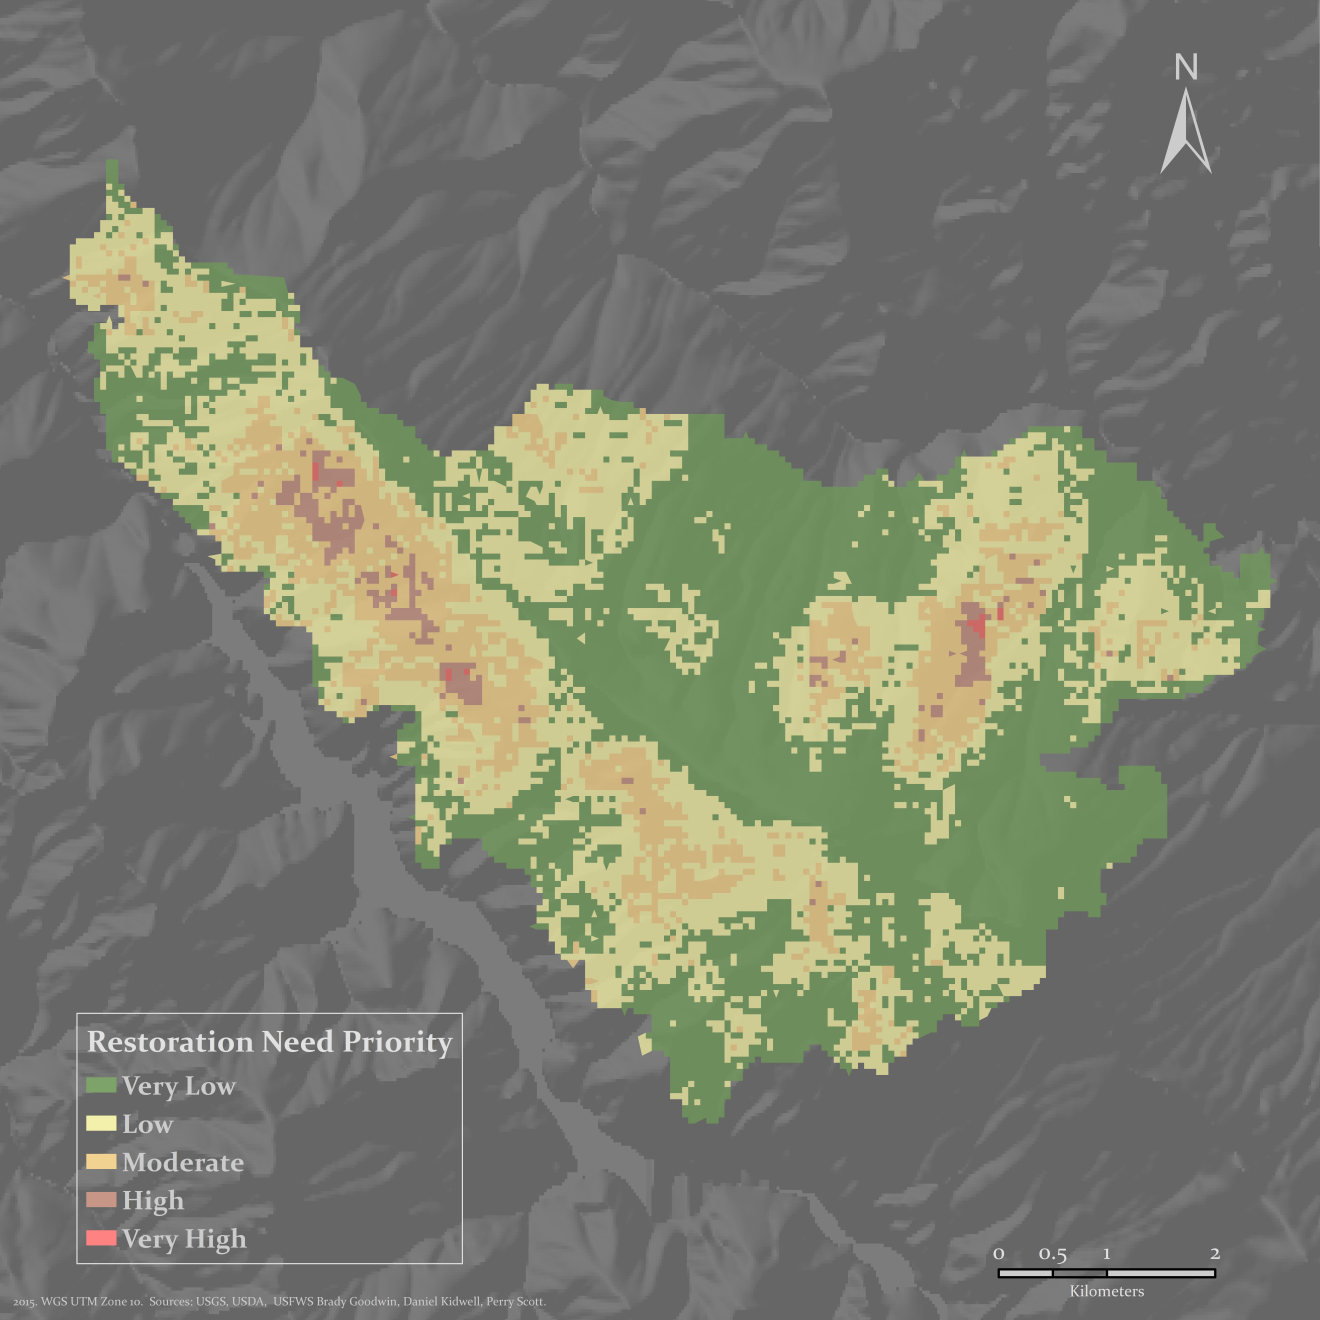 N
Restoration Need Priority
Very Low
Low
Moderate
High
Very High
0 0.5 1 2
Kilometers
2015. WGS UTM Zone 10. Sources: USGS, USDA, USFWS Brady Goodwin, Daniel Kidwell, Perry Scott.